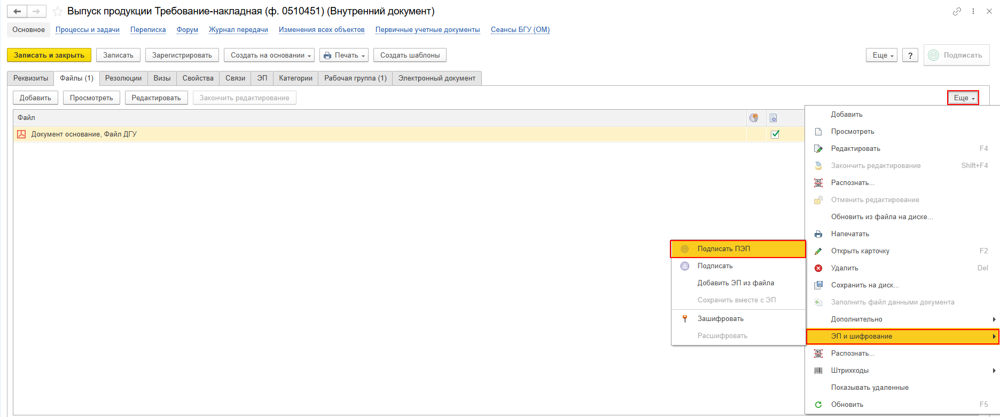 Выпуск продукции Требование-накладная (ф. 0510451) (Внутренний документ)
Основное Процессы и задачи Переписка Форум Журнал передачи Изменения всех объектов Первичные учетные документы Сеансы БГУ (ОМ)
Записать и закрыть Записать Зарегистрировать Создать на основании Печать Создать шаблоны Еще ? Подписать
Реквизиты Файлы (1) Резолюции Визы Свойства Связи ЭП Категории Рабочая группа (1) Электронный документ
Добавить Просмотреть Редактировать Закончить редактирование Еще
Файл
Документ основание, Файл ДГУ
Добавить
Просмотреть
Редактировать F4
Закончить редактирование Shift+F4
Распознать...
Отменить редактирование
Обновить из файла на диске...
Напечатать
Открыть карточку F2
Удалить Del
Сохранить на диск...
Заполнить файл данными документа
Дополнительно
ЭП и шифрование
Распознать...
Штрихкоды
Показывать удаленные
Обновить F5
Подписать ПЭП
Подписать
Добавить ЭП из файла
Сохранить вместе с ЭП
Зашифровать
Расшифровать